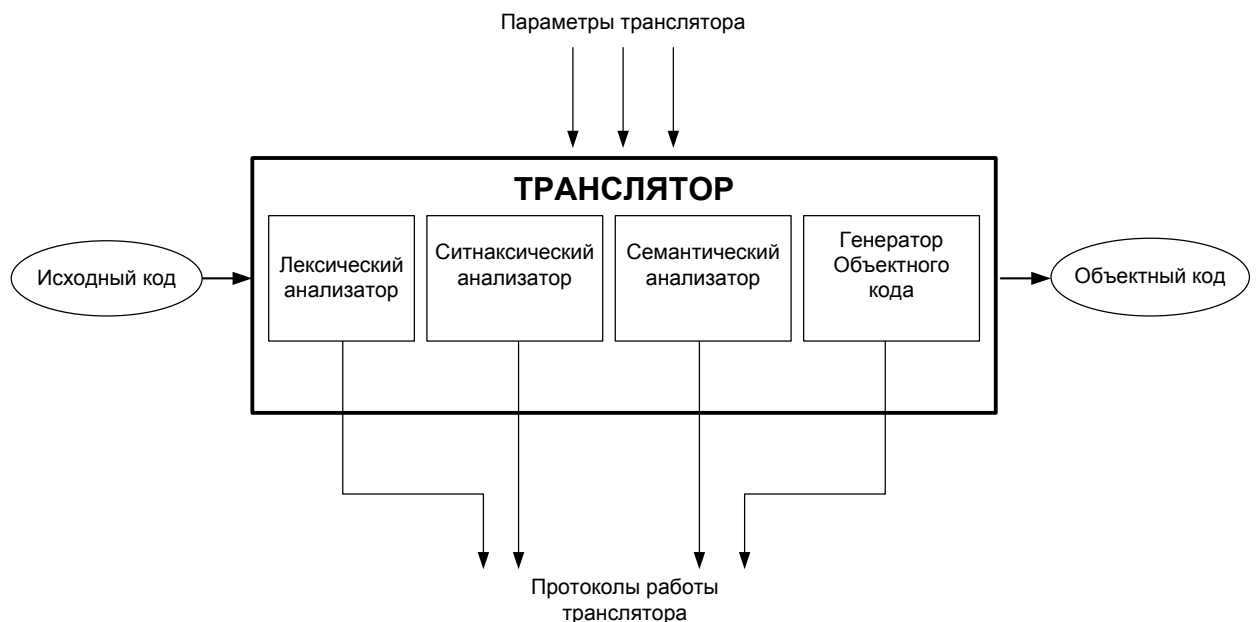 Параметры транслятора
ТРАНСЛЯТОР
Исходный код
Лексический
анализатор
Ситнаксический
анализатор
Семантический
анализатор
Генератор
Объектного
кода
Объектный код
Протоколы работы
транслятора